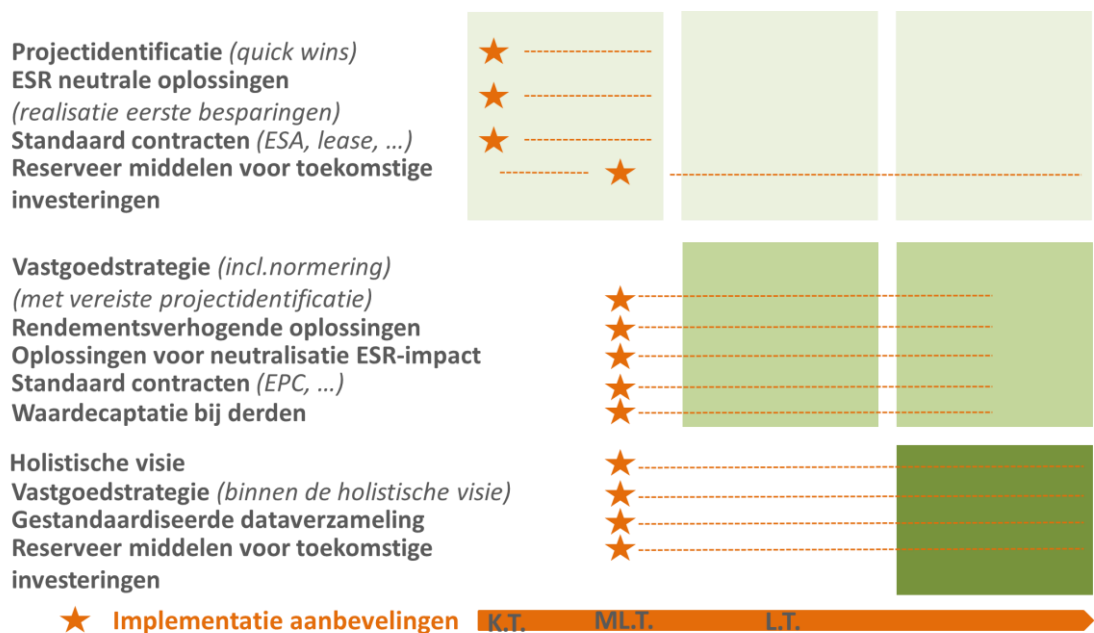 Projectidentificatie (quick wins)
ESR neutrale oplossingen
(realisatie eerste besparingen)
Standaard contracten (ESA, lease, ...)
Reserveer middelen voor toekomstige
investeringen
Vastgoedstrategie (incl.normering)
(met vereiste projectidentificatie)
Rendementsverhogende oplossingen
Oplossingen voor neutralisatie ESR-impact
Standaard contracten (EPC, ...)
Waardecaptatie bij derden
Holistische visie
Vastgoedstrategie (binnen de holistische visie)
Gestandaardiseerde dataverzameling
Reserveer middelen voor toekomstige
investeringen
Implementatie aanbevelingen K.T. ML.T. L.T.